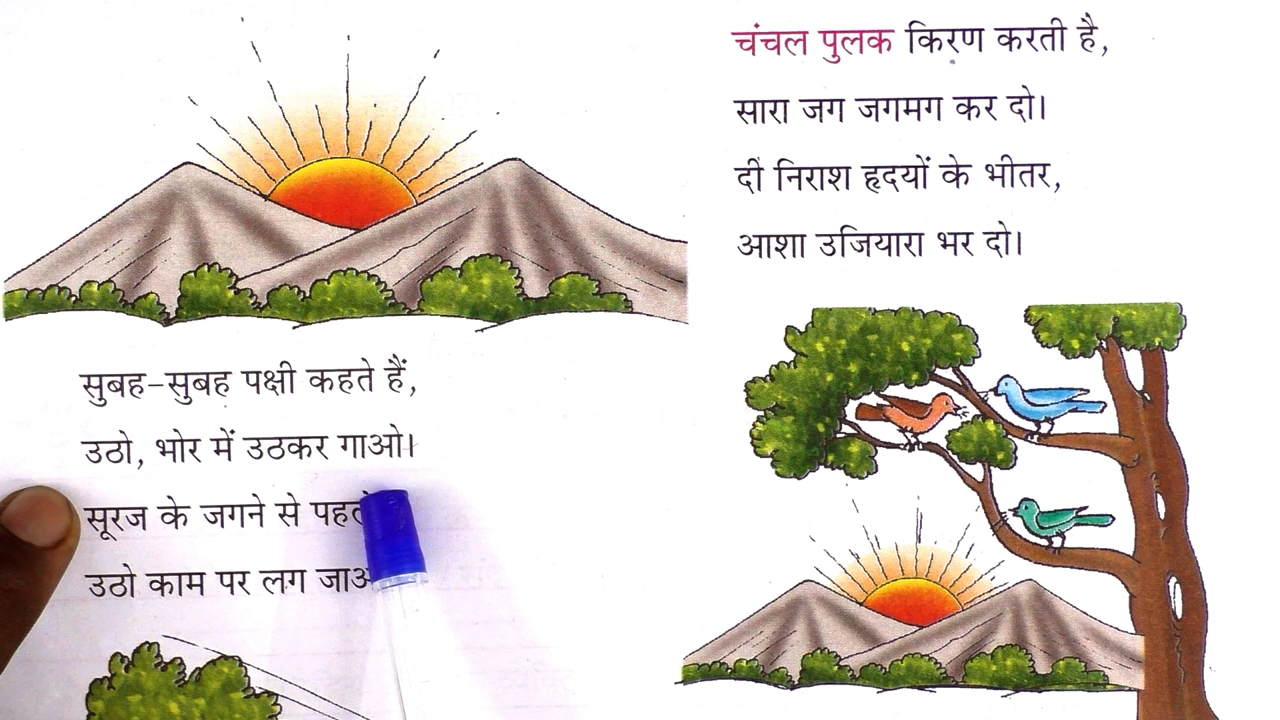 सुबह-सुबह पक्षी कहते हैं,
उठो, भोर में उठकर गाओ।
सूरज के जगने से
उठो काम पर लग
चंचल पुलक किरण करती है,
सारा जग जगमग कर दो।
दी निराश हृदयों के भीतर,
आशा उजियारा भर दो।